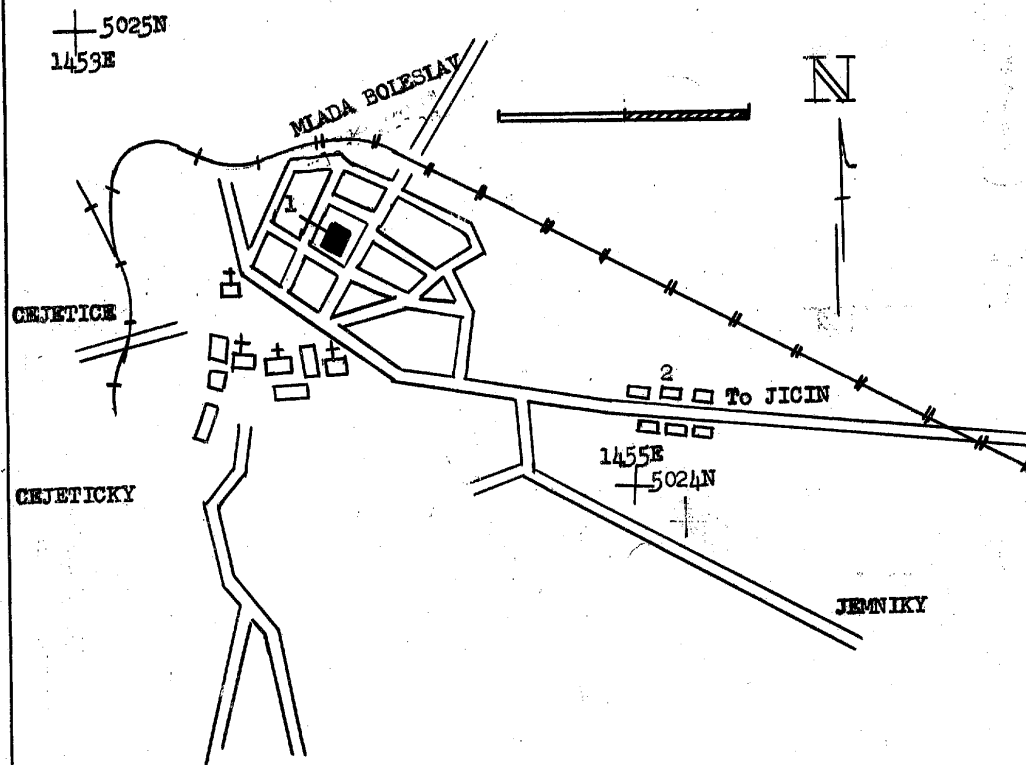 5025N
1453E
MLADA BOLESLAV
N
1
CEJETICE
2
To JICIN
1455E
5024N
CEJETICKY
JEMNIKY